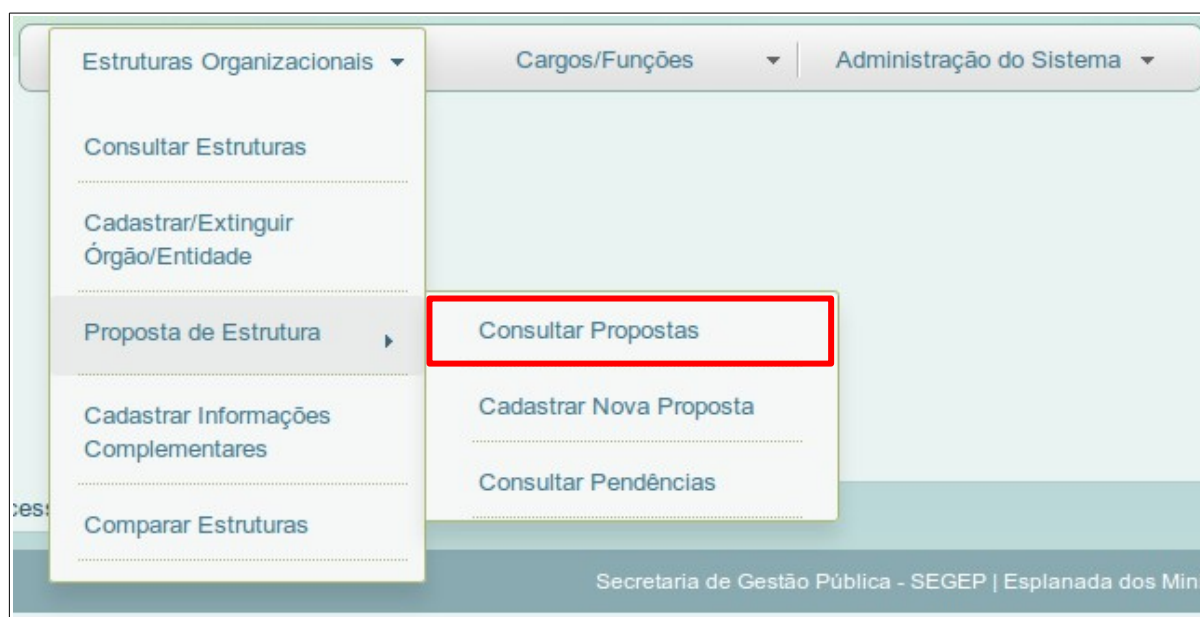 Estruturas Organizacionais
Cargos/Funções
Administração do Sistema
Consultar Estruturas
Cadastrar/Extinguir
Órgão/Entidade
Proposta de Estrutura
Consultar Propostas
Cadastrar Nova Proposta
Consultar Pendências
Cadastrar Informações
Complementares
Comparar Estruturas
Secretaria de Gestão Pública - SEGEP | Esplanada dos Min